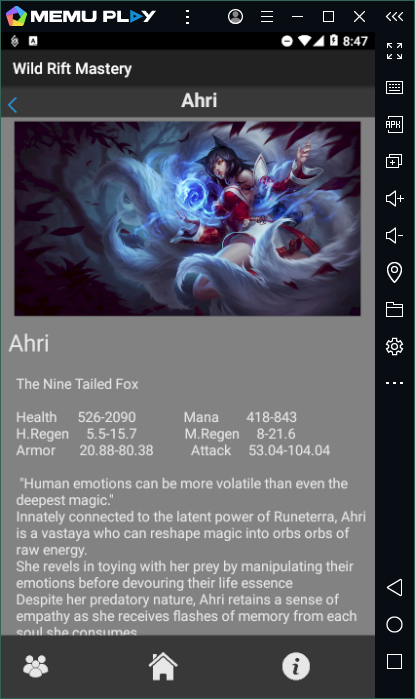 MEMU PLAY
A 8:47
Wild Rift Mastery
Ahri
Ahri
The Nine Tailed Fox
Health 526-2090 Mana 418-843
H.Regen 5.5-15.7 M.Regen 8-21.6
Armor 20.88-80.38 Attack 53.04-104.04
"Human emotions can be more volatile than even the
deepest magic."
Innately connected to the latent power of Runeterra, Ahri
is a vastaya who can reshape magic into orbs orbs of
raw energy.
She revels in toying with her prey by manipulating their
emotions before devouring their life essence
Despite her predatory nature, Ahri retains a sense of
empathy as she receives flashes of memory from each
soul she consumes
APK